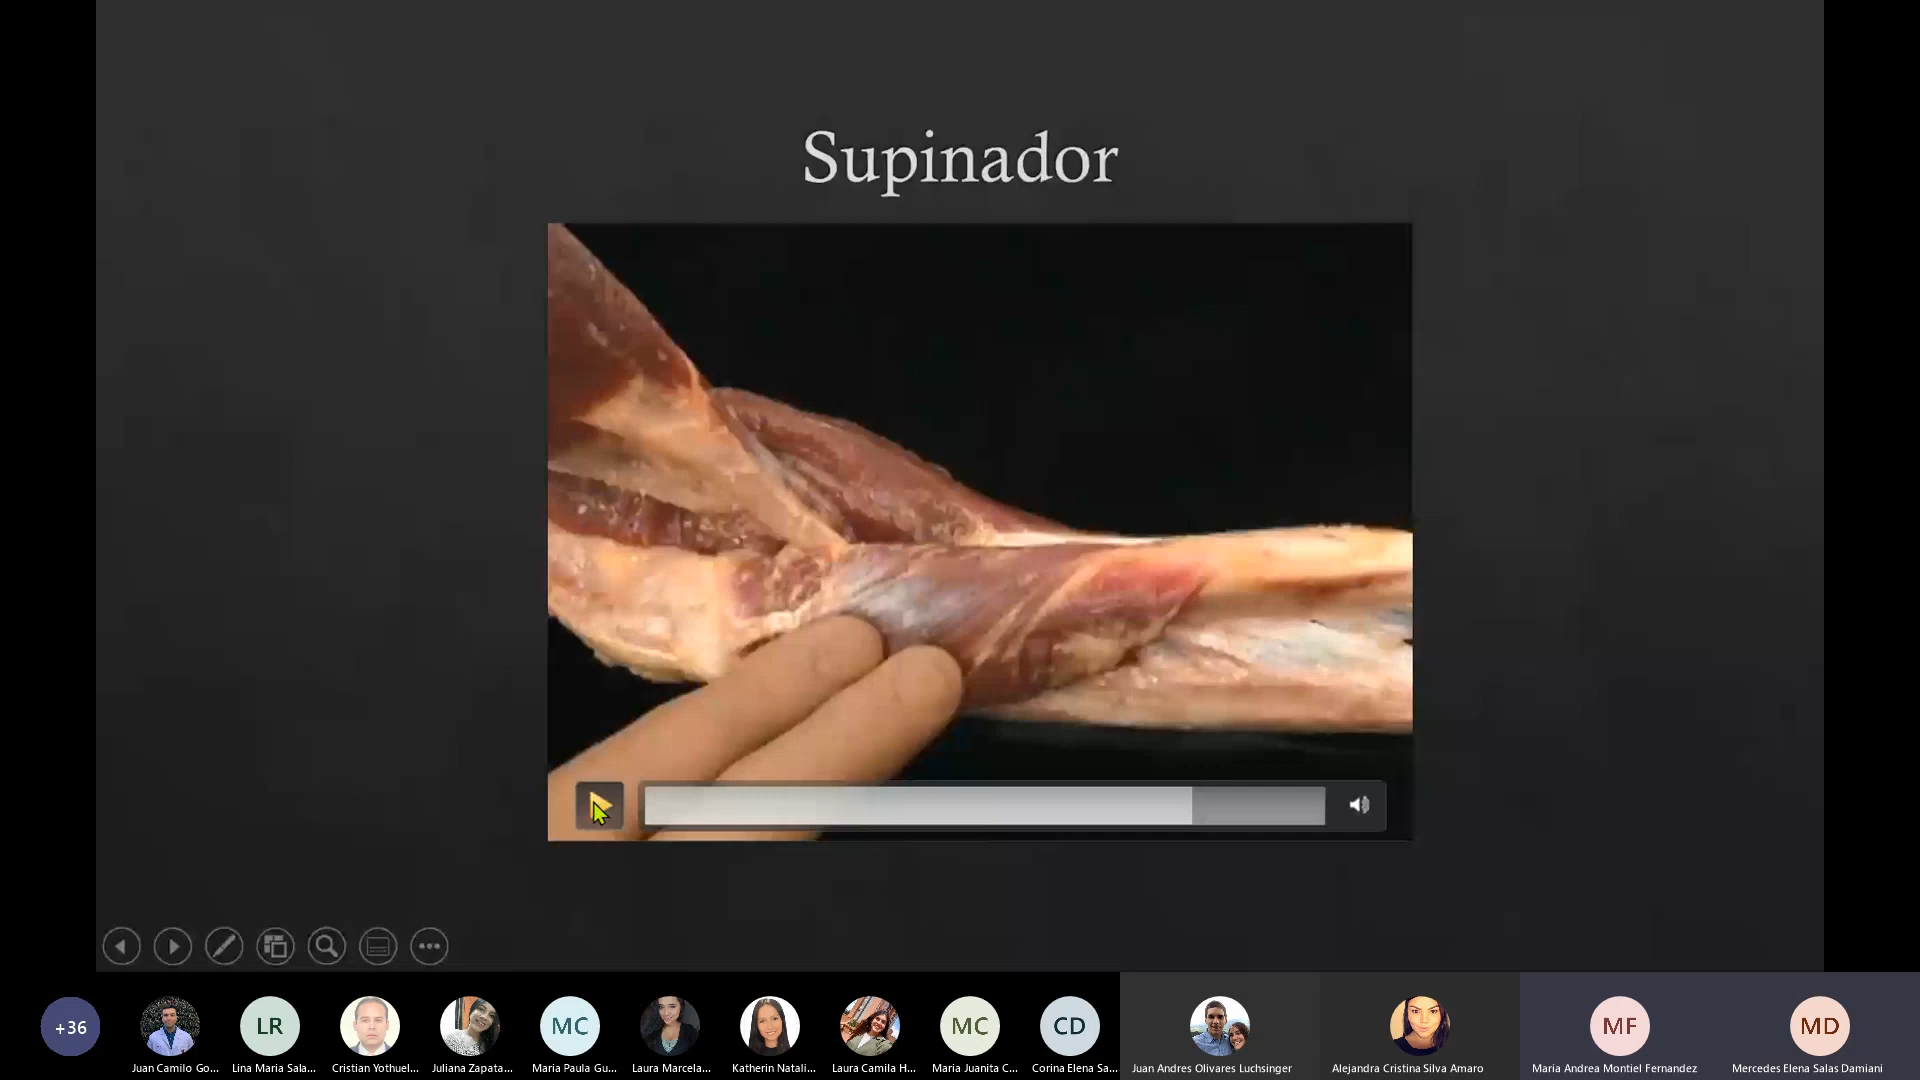 Supinador
+36
LR
MC
MC
CD
MF
MD
Juan Camilo Go...
Lina Maria Sala...
Cristian Yothuel...
Juliana Zapata...
Maria Paula Gu...
Laura Marcela...
Katherin Natali...
Laura Camila H...
Maria Juanita C...
Corina Elena Sa...
Juan Andres Olivares Luchsinger
Alejandra Cristina Silva Amaro
Maria Andrea Montiel Fernandez
Mercedes Elena Salas Damiani